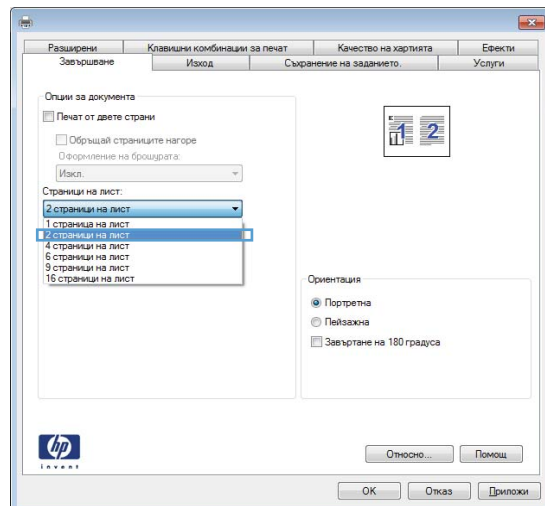 Разширени
Клавишни комбинации за печат
Качество на хартията
Ефекти
Завършване
Изход
Съхранение на заданието.
Услуги
Опции за документа
Печат от двете страни
Обръщай страниците нагоре
Оформление на брошурата:
Изкл.
Страници на лист:
2 страници на лист
1 страница на лист
2 страници на лист
4 страници на лист
6 страници на лист
9 страници на лист
16 страници на лист
1 2
Ориентация
Портретна
Пейзажна
Завъртане на 180 градуса
hp
invent
Относно...
Помощ
OK
Отказ
Приложи